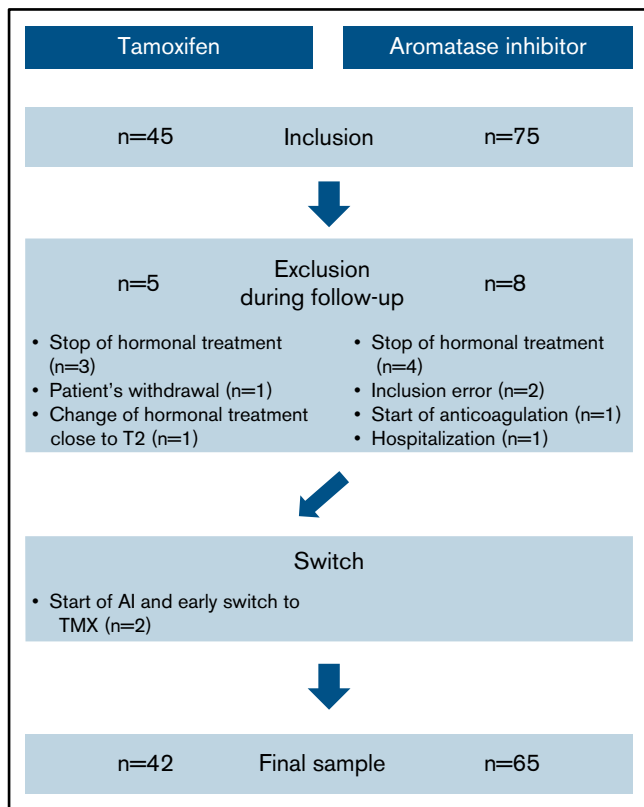 Tamoxifen
Aromatase inhibitor
n=45
Inclusion
n=75
n=5
Exclusion
during follow-up
n=8
• Stop of hormonal treatment
(n=3)
• Patient's withdrawal (n=1)
• Change of hormonal treatment
close to T2 (n=1)
• Stop of hormonal treatment
(n=4)
• Inclusion error (n=2)
• Start of anticoagulation (n=1)
• Hospitalization (n=1)
Switch
• Start of AI and early switch to
TMX (n=2)
n=42
Final sample
n=65